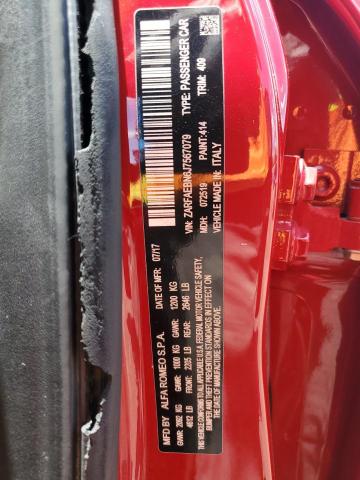 MFD BY ALFA ROMEO S.P.A. DATE OF MFR: 07/17
GVWR: 2092 KG GAWR: 1000 KG GAWR: 1200 KG
4612 LB FRONT: 2205 LB REAR: 2646 LB
THIS VEHICLE CONFORMS TO ALL APPLICABLE U.S.A. FEDERAL MOTOR VEHICLE SAFETY,
BUMPER AND THEFT PREVENTION STANDARDS IN EFFECT ON
THE DATE OF MANUFACTURE SHOWN ABOVE.
VIN: ZARFAEBN6J7567079 TYPE: PASSENGER CAR
MDH: 072519 PAINT: 414 TRIM: 409
VEHICLE MADE IN: ITALY